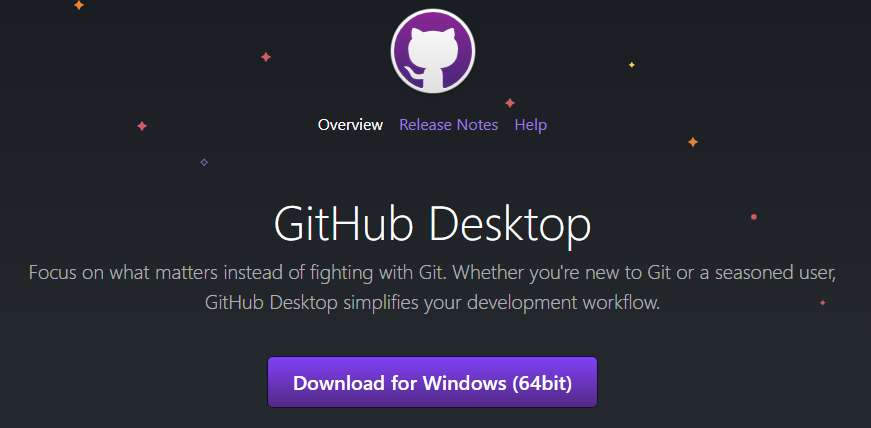 Overview Release Notes Help
GitHub Desktop
Focus on what matters instead of fighting with Git. Whether you're new to Git or a seasoned user,
GitHub Desktop simplifies your development workflow.
Download for Windows (64bit)